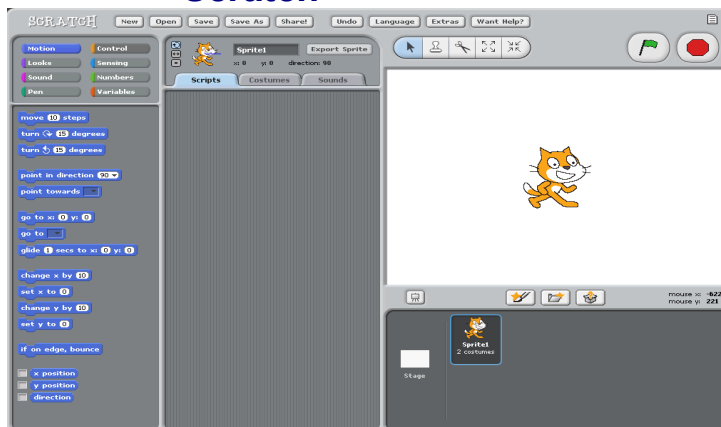 Scratch
SCRATCH New Open Save Save As Share! Undo Language Extras Want Help?
Motion Control
Looks Sensing
Sound Numbers
Pen Variables
Sprite1 Export Sprite
x: 0 y: 0 direction: 90
Scripts Costumes Sounds
move 10 steps
turn 15 degrees
turn 15 degrees
point in direction 90
point towards
go to x: 0 y: 0
go to
glide 1 secs to x: 0 y: 0
change x by 10
set x to 0
change y by 10
set y to 0
if on edge, bounce
x position
y position
direction
mouse x: -622
mouse y: 221
Sprite1
2 costumes
Stage